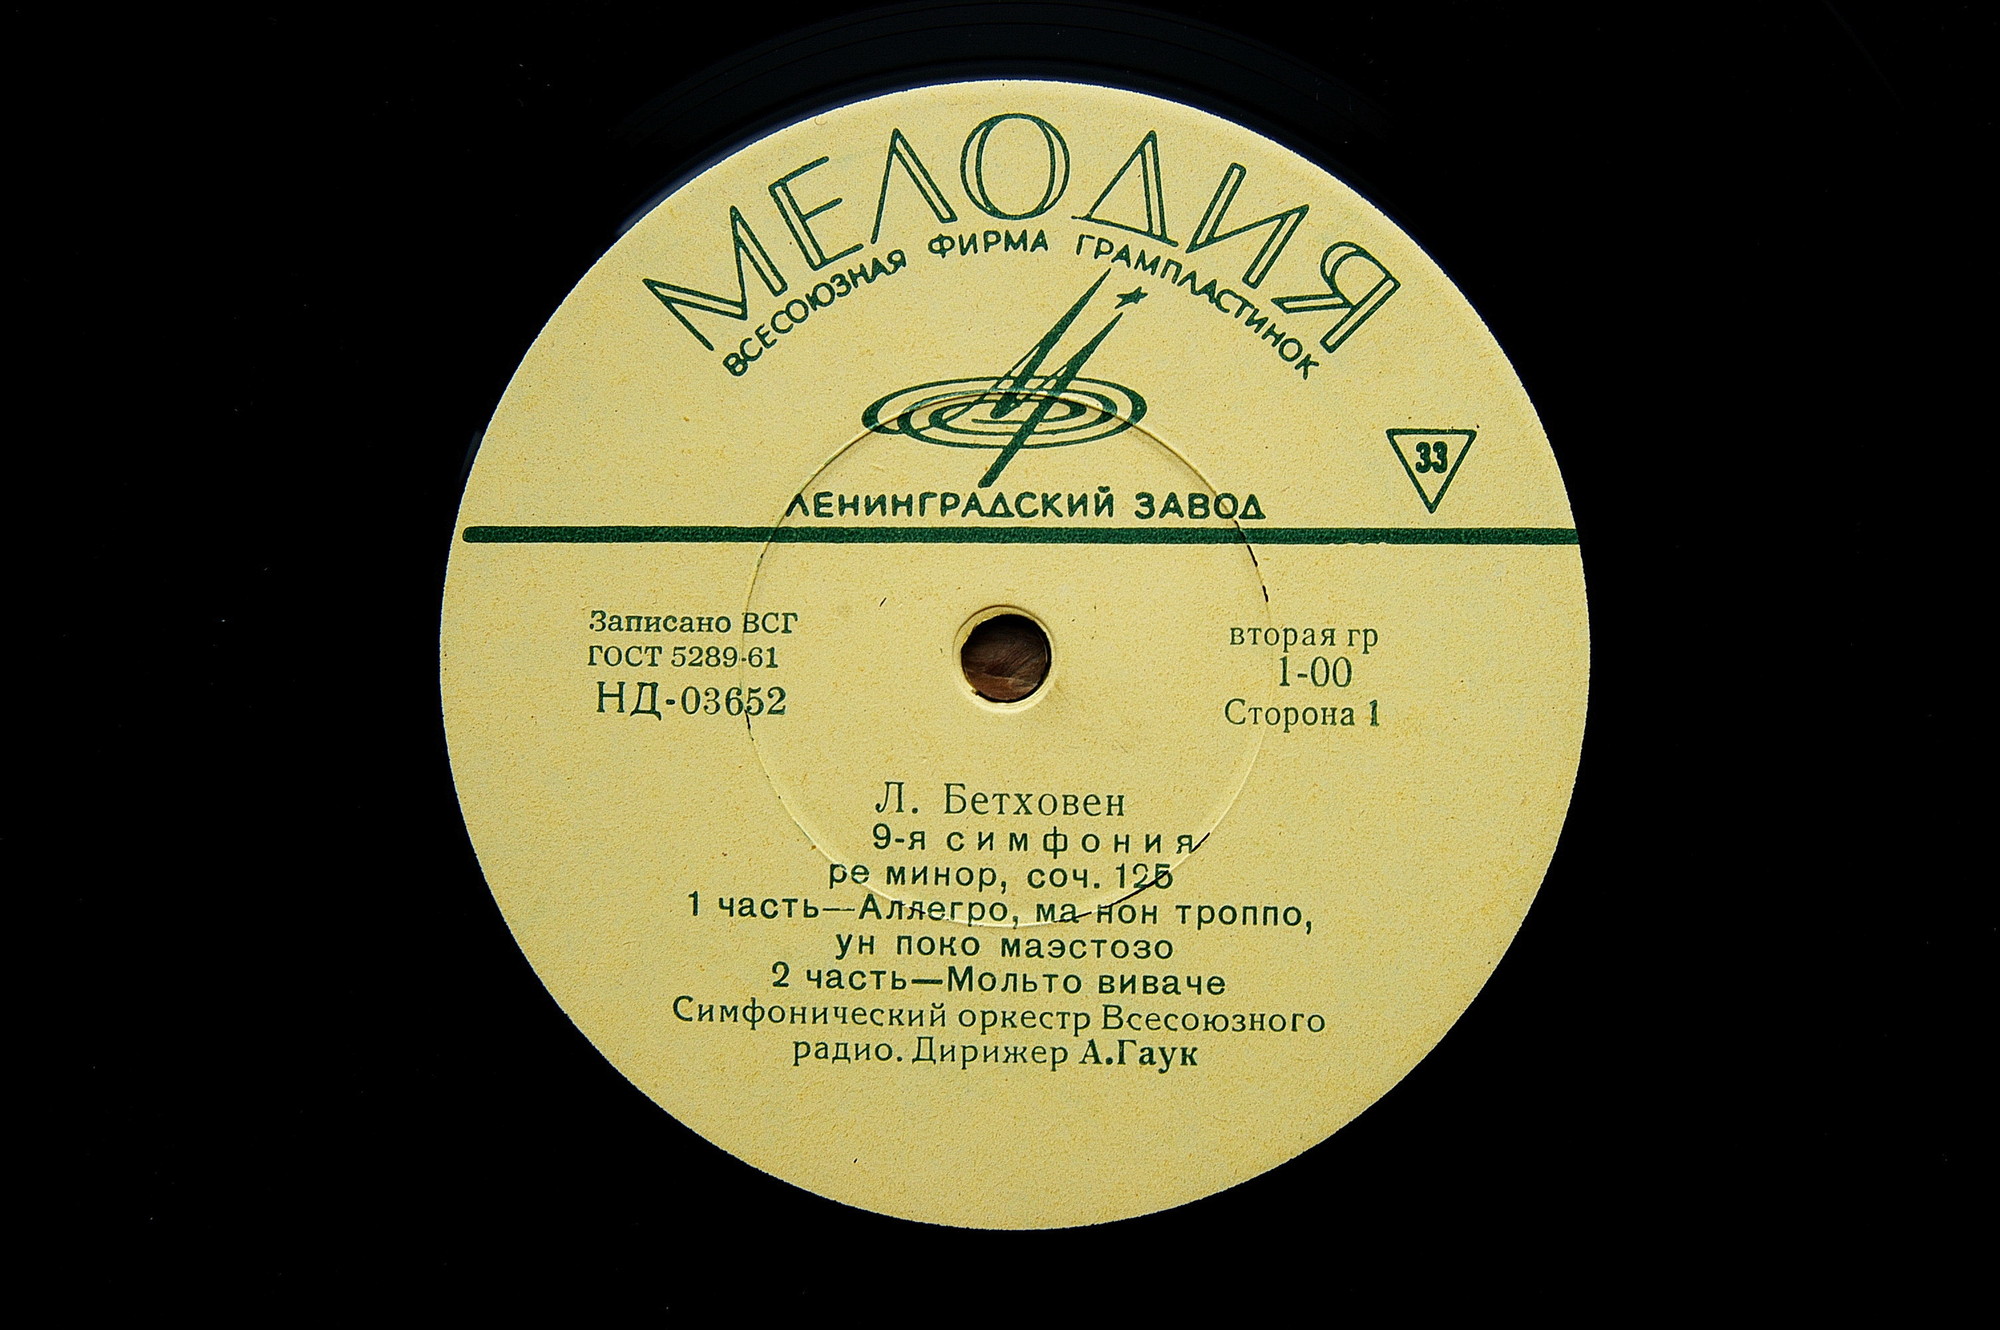 МЕЛОДИЯ
ВСЕСОЮЗНАЯ ФИРМА ГРАМПЛАСТИНОК
33
ЛЕНИНГРАДСКИЙ ЗАВОД
Записано ВСГ
ГОСТ 5289-61
НД-03652
вторая гр
1-00
Сторона 1
Л. Бетховен
9-я симфония
ре минор, соч. 125
1 часть—Аллегро, ма нон троппо,
ун поко маэстозо
2 часть—Мольто виваче
Симфонический оркестр Всесоюзного
радио. Дирижер А.Гаук